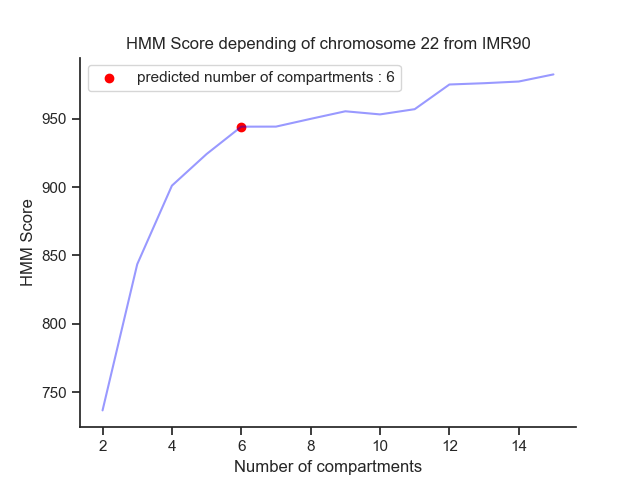 HMM Score depending of chromosome 22 from IMR90
predicted number of compartments : 6
950
900
850
800
750
HMM Score
2 4 6 8 10 12 14
Number of compartments